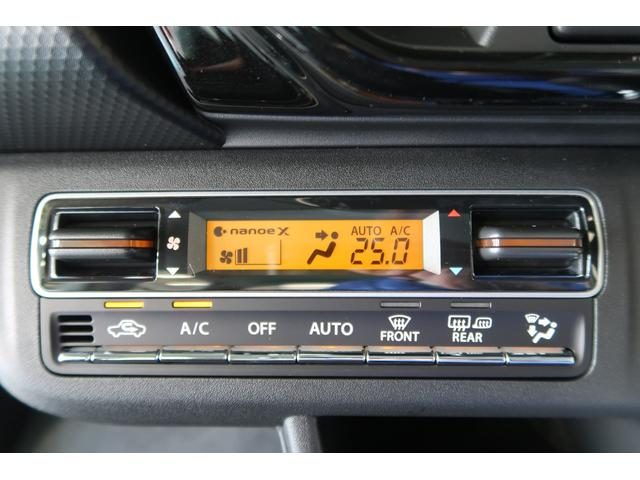 nanoe X
AUTO A/C
25.0
A/C OFF AUTO FRONT REAR